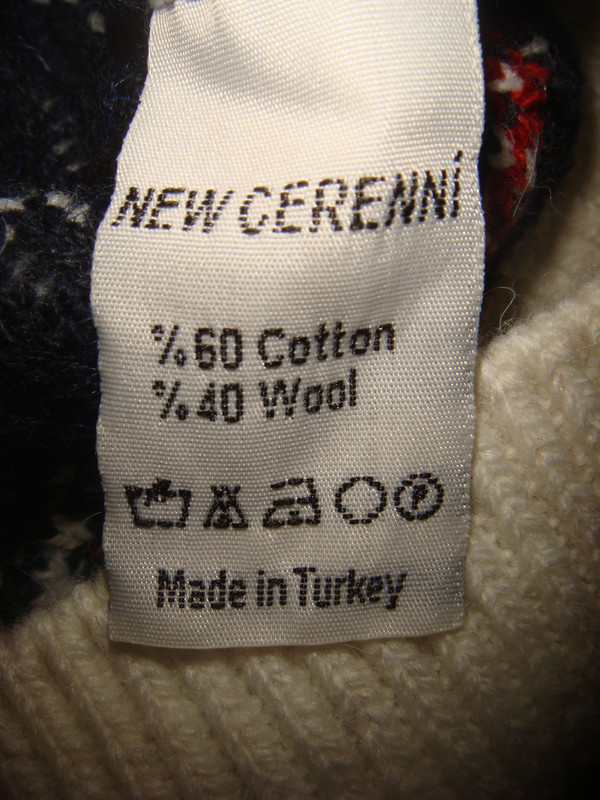 NEW CERENNİ
%60 Cotton
%40 Wool
P
Made in Turkey